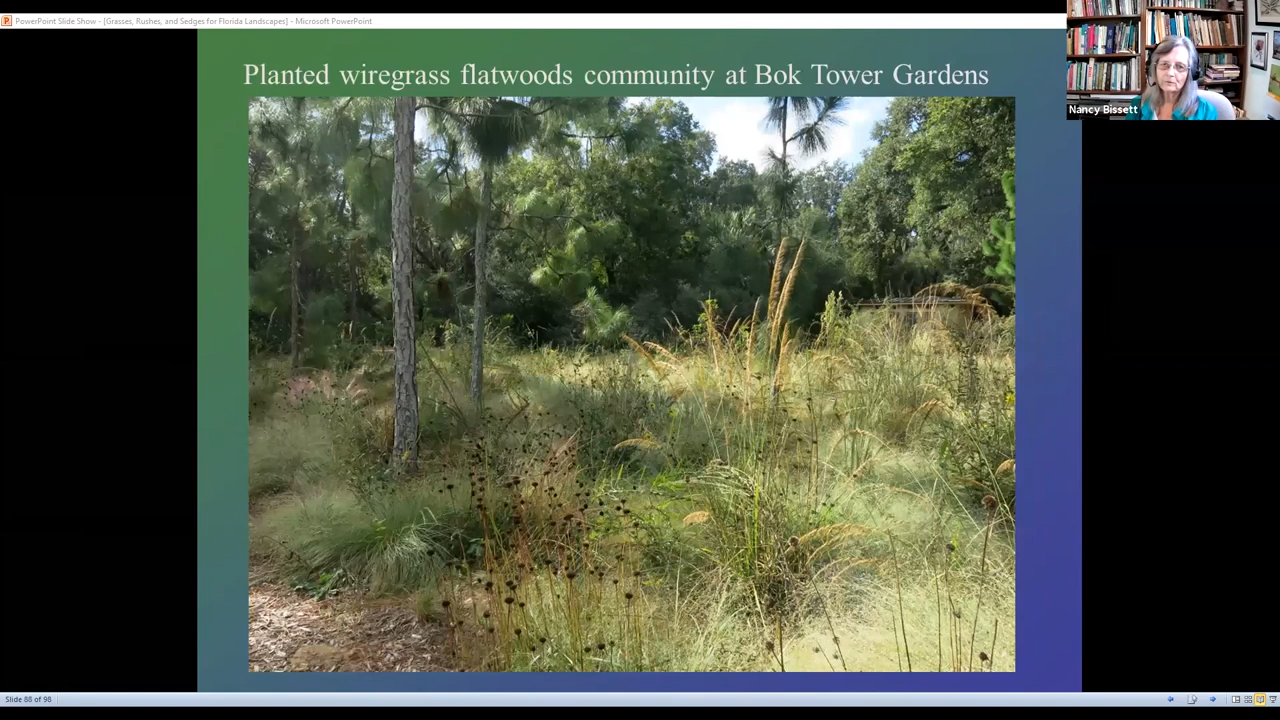 PowerPoint Slide Show - [Grasses, Rushes, and Sedges for Florida Landscapes] - Microsoft PowerPoint
Nancy Bissett
Planted wiregrass flatwoods community at Bok Tower Gardens
Slide 88 of 98